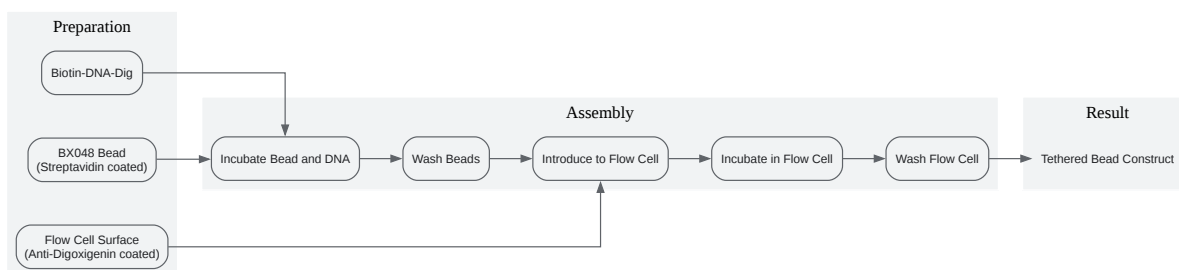 Preparation
Biotin-DNA-Dig
BX048 Bead
(Streptavidin coated)
Flow Cell Surface
(Anti-Digoxigenin coated)
Assembly
Incubate Bead and DNA
Wash Beads
Introduce to Flow Cell
Incubate in Flow Cell
Wash Flow Cell
Result
Tethered Bead Construct